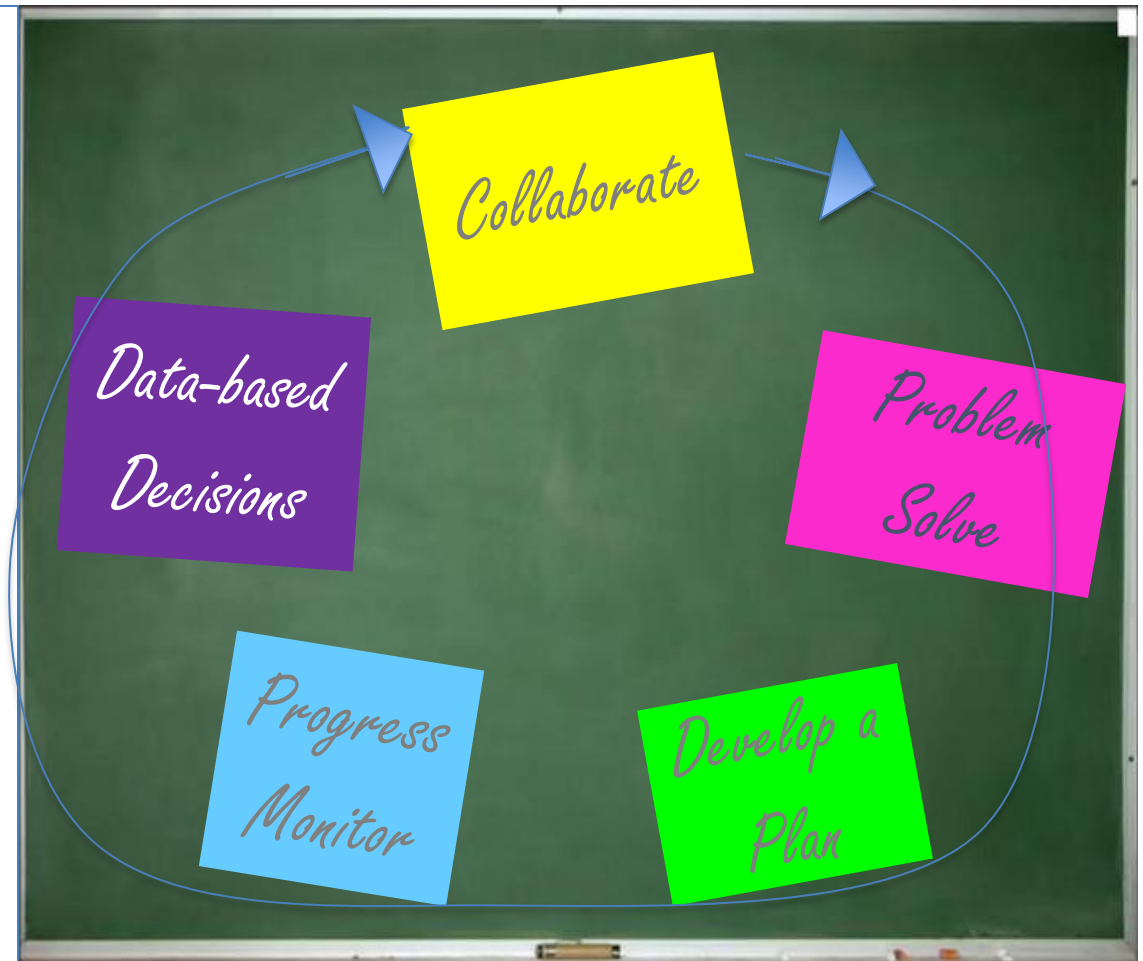 Collaborate
Problem
Solve
Develop a
Plan
Progress
Monitor
Data-based
Decisions